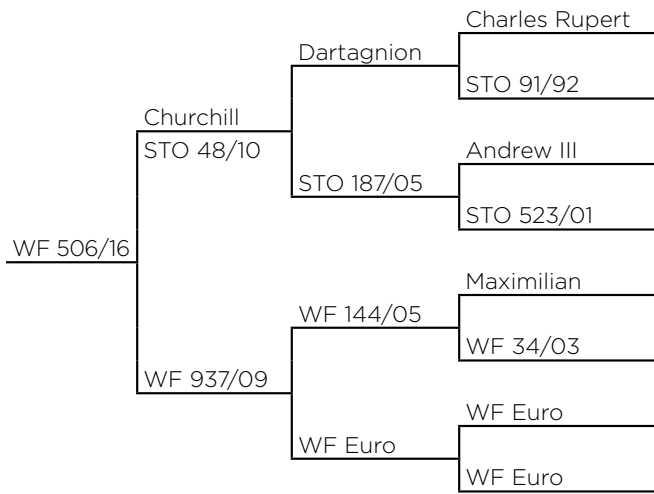 Charles Rupert
Dartagnion
STO 91/92
Churchill
STO 48/10
Andrew III
STO 187/05
STO 523/01
WF 506/16
Maximilian
WF 144/05
WF 34/03
WF 937/09
WF Euro
WF Euro
WF Euro